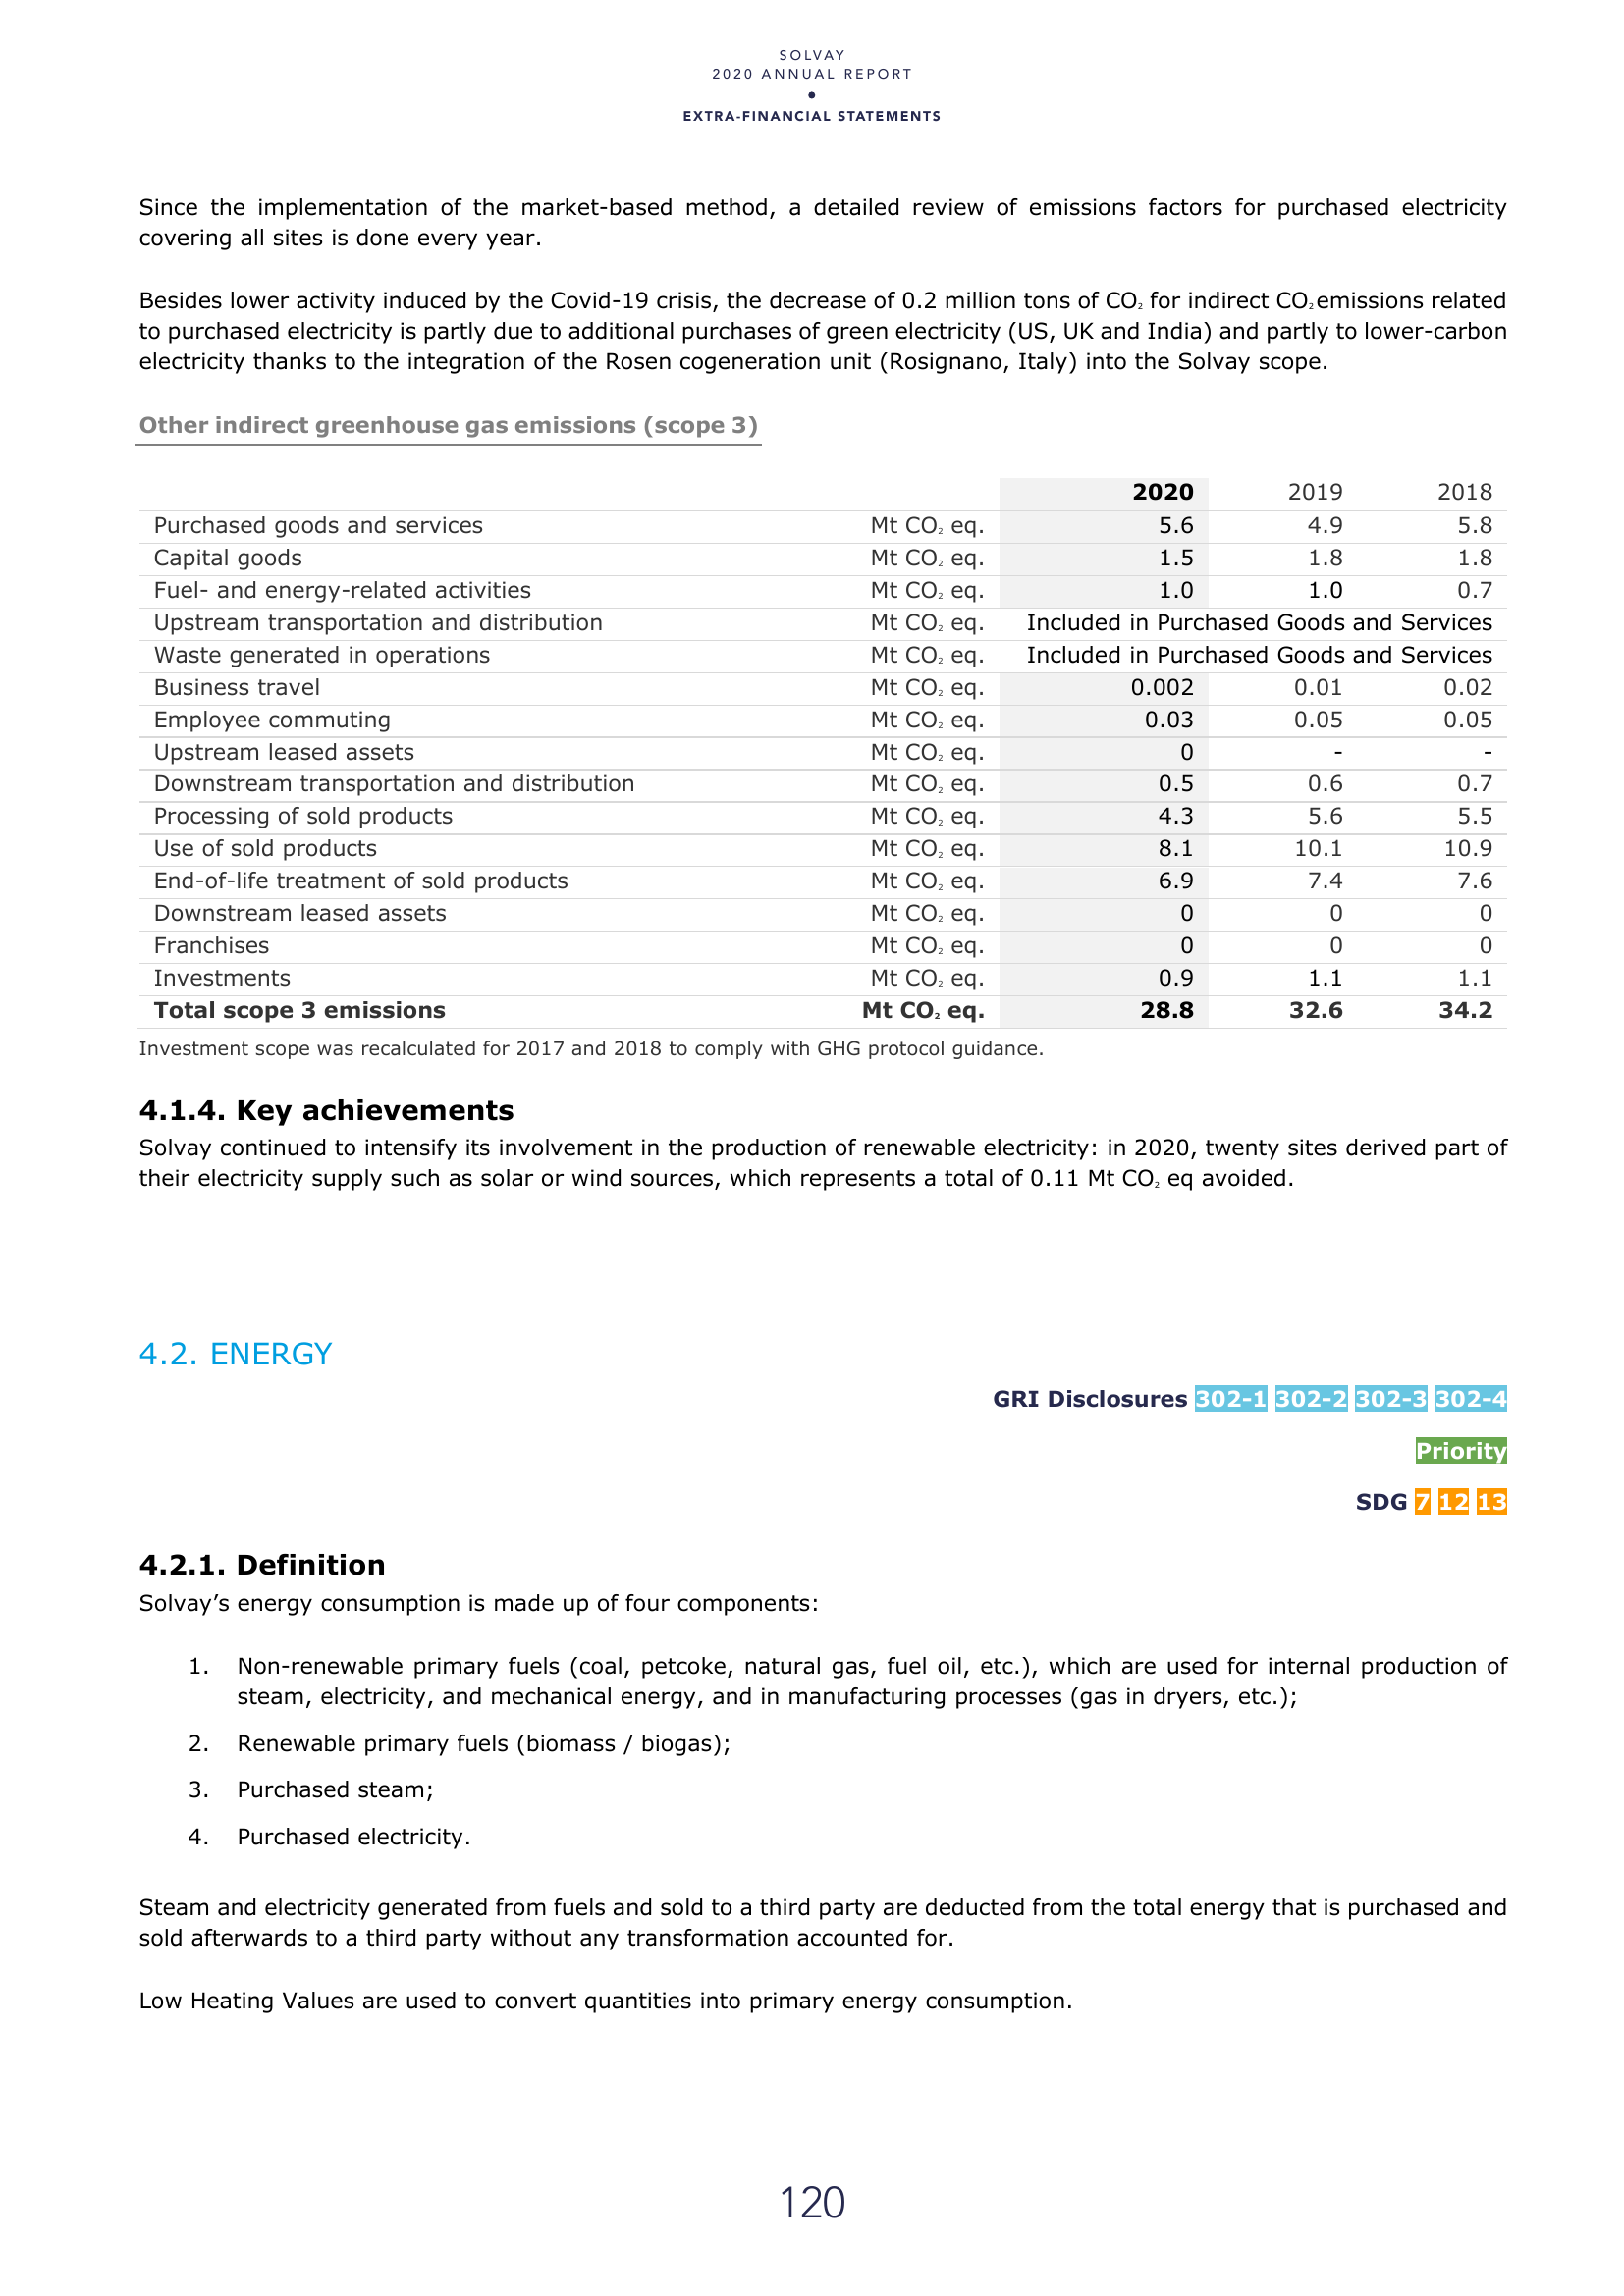 SOLVAY
2020 ANNUAL REPORT
•
EXTRA-FINANCIAL STATEMENTS
Since the implementation of the market-based method, a detailed review of emissions factors for purchased electricity
covering all sites is done every year.
Besides lower activity induced by the Covid-19 crisis, the decrease of 0.2 million tons of CO₂ for indirect CO₂ emissions related
to purchased electricity is partly due to additional purchases of green electricity (US, UK and India) and partly to lower-carbon
electricity thanks to the integration of the Rosen cogeneration unit (Rosignano, Italy) into the Solvay scope.
Other indirect greenhouse gas emissions (scope 3)
2020 2019 2018
Purchased goods and services Mt CO₂ eq. 5.6 4.9 5.8
Capital goods Mt CO₂ eq. 1.5 1.8 1.8
Fuel- and energy-related activities Mt CO₂ eq. 1.0 1.0 0.7
Upstream transportation and distribution Mt CO₂ eq. Included in Purchased Goods and Services
Waste generated in operations Mt CO₂ eq. Included in Purchased Goods and Services
Business travel Mt CO₂ eq. 0.002 0.01 0.02
Employee commuting Mt CO₂ eq. 0.03 0.05 0.05
Upstream leased assets Mt CO₂ eq. 0 - -
Downstream transportation and distribution Mt CO₂ eq. 0.5 0.6 0.7
Processing of sold products Mt CO₂ eq. 4.3 5.6 5.5
Use of sold products Mt CO₂ eq. 8.1 10.1 10.9
End-of-life treatment of sold products Mt CO₂ eq. 6.9 7.4 7.6
Downstream leased assets Mt CO₂ eq. 0 0 0
Franchises Mt CO₂ eq. 0 0 0
Investments Mt CO₂ eq. 0.9 1.1 1.1
Total scope 3 emissions Mt CO₂ eq. 28.8 32.6 34.2
Investment scope was recalculated for 2017 and 2018 to comply with GHG protocol guidance.
4.1.4. Key achievements
Solvay continued to intensify its involvement in the production of renewable electricity: in 2020, twenty sites derived part of
their electricity supply such as solar or wind sources, which represents a total of 0.11 Mt CO₂ eq avoided.
4.2. ENERGY
GRI Disclosures 302-1 302-2 302-3 302-4
Priority
SDG 7 12 13
4.2.1. Definition
Solvay’s energy consumption is made up of four components:
1. Non-renewable primary fuels (coal, petcoke, natural gas, fuel oil, etc.), which are used for internal production of
steam, electricity, and mechanical energy, and in manufacturing processes (gas in dryers, etc.);
2. Renewable primary fuels (biomass / biogas);
3. Purchased steam;
4. Purchased electricity.
Steam and electricity generated from fuels and sold to a third party are deducted from the total energy that is purchased and
sold afterwards to a third party without any transformation accounted for.
Low Heating Values are used to convert quantities into primary energy consumption.
120